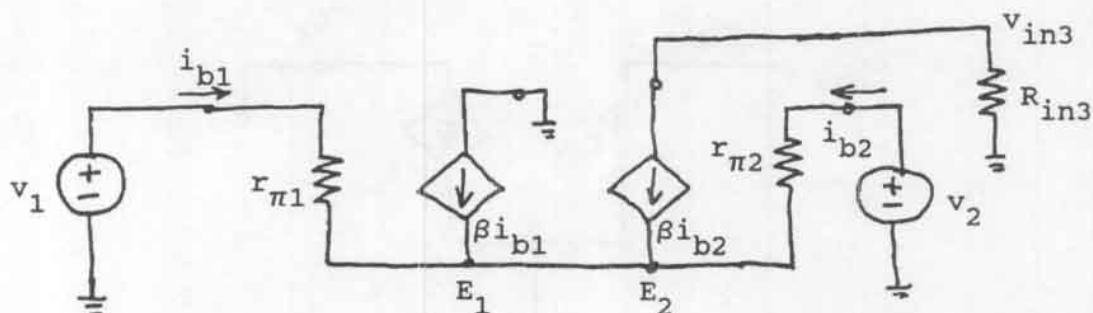 v_in3
i_b1
R_in3
r_π2
i_b2
v_1
+
−
r_π1
βi_b1
βi_b2
+
−
v_2
E_1
E_2